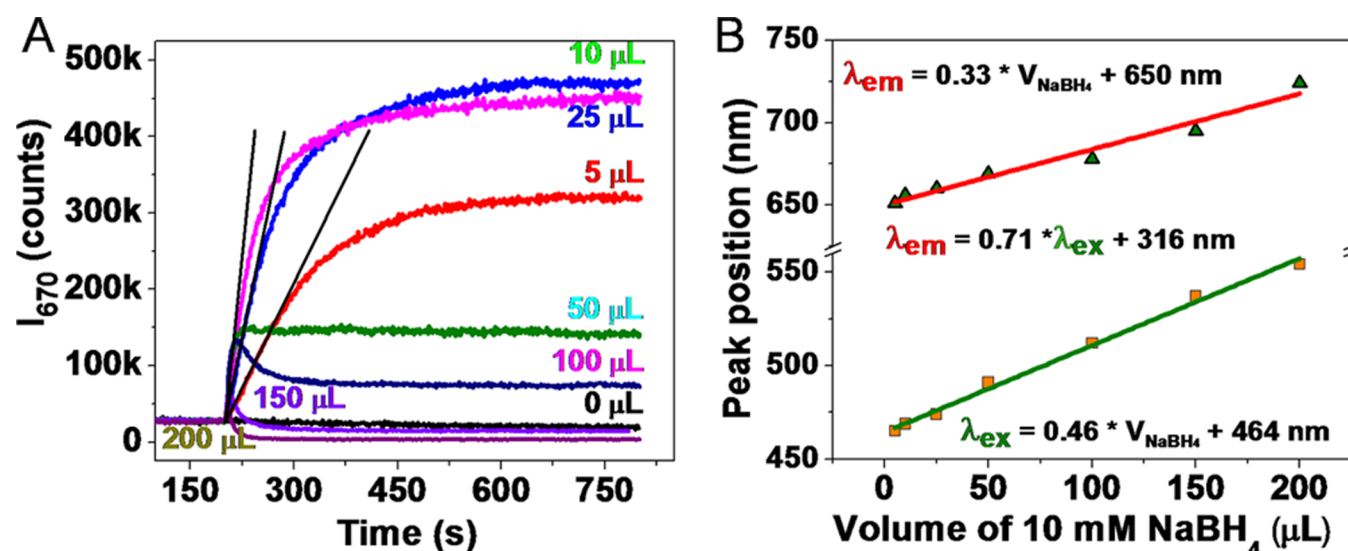 A
I₆₇₀ (counts)
500k
400k
300k
200k
100k
0
10 μL
25 μL
5 μL
50 μL
100 μL
150 μL
0 μL
200 μL
150
300
450
600
750
Time (s)
B
Peak position (nm)
750
700
650
550
500
450
λem = 0.33 * V NaBH₄ + 650 nm
λem = 0.71 *λex + 316 nm
λex = 0.46 * V NaBH₄ + 464 nm
0
50
100
150
200
Volume of 10 mM NaBH₄ (μL)